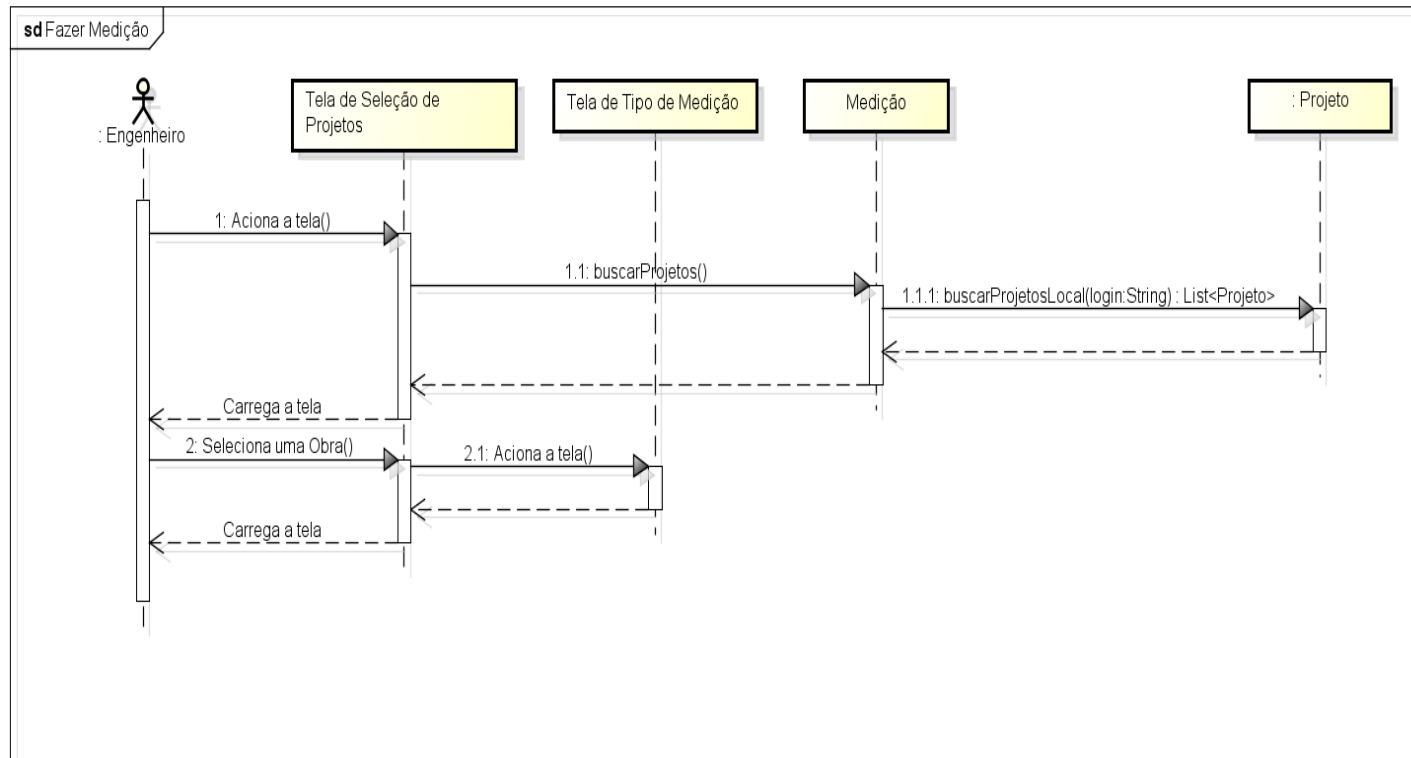 sd Fazer Medição
: Engenheiro
Tela de Seleção de
Projetos
Tela de Tipo de Medição
Medição
: Projeto
1: Aciona a tela()
1.1: buscarProjetos()
1.1.1: buscarProjetosLocal(login:String) : List<Projeto>
Carrega a tela
2: Seleciona uma Obra()
2.1: Aciona a tela()
Carrega a tela